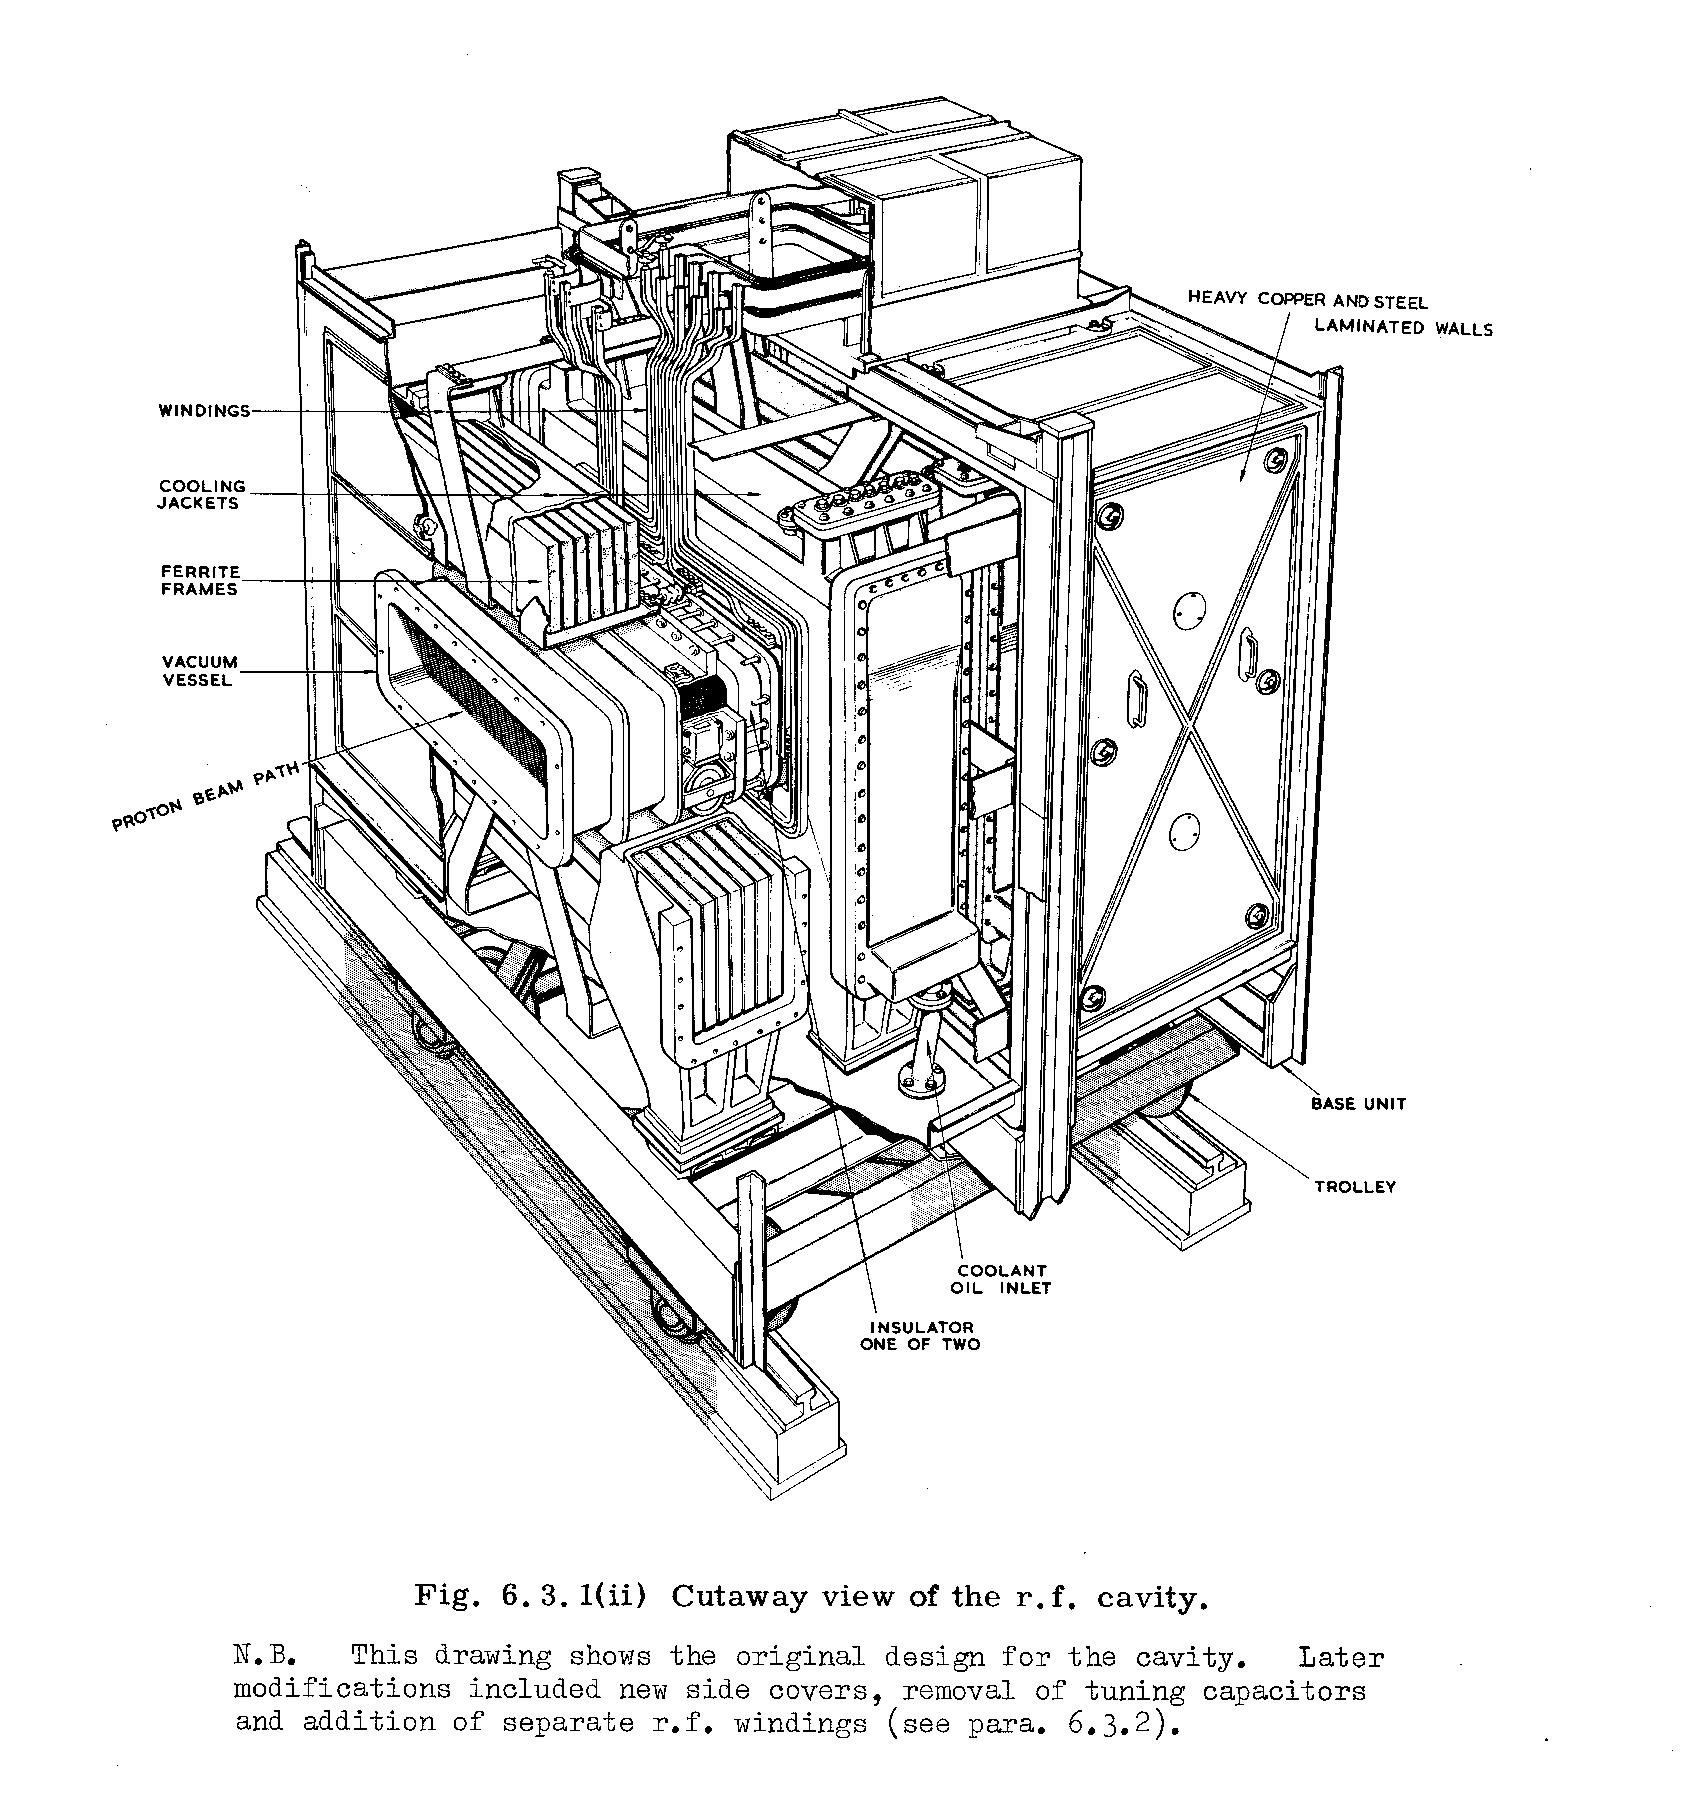 HEAVY COPPER AND STEEL
LAMINATED WALLS
WINDINGS
COOLING
JACKETS
FERRITE
FRAMES
VACUUM
VESSEL
PROTON BEAM PATH
BASE UNIT
TROLLEY
COOLANT
OIL INLET
INSULATOR
ONE OF TWO
Fig. 6.3.1(ii) Cutaway view of the r.f. cavity.
N.B. This drawing shows the original design for the cavity. Later
modifications included new side covers, removal of tuning capacitors
and addition of separate r.f. windings (see para. 6.3.2).